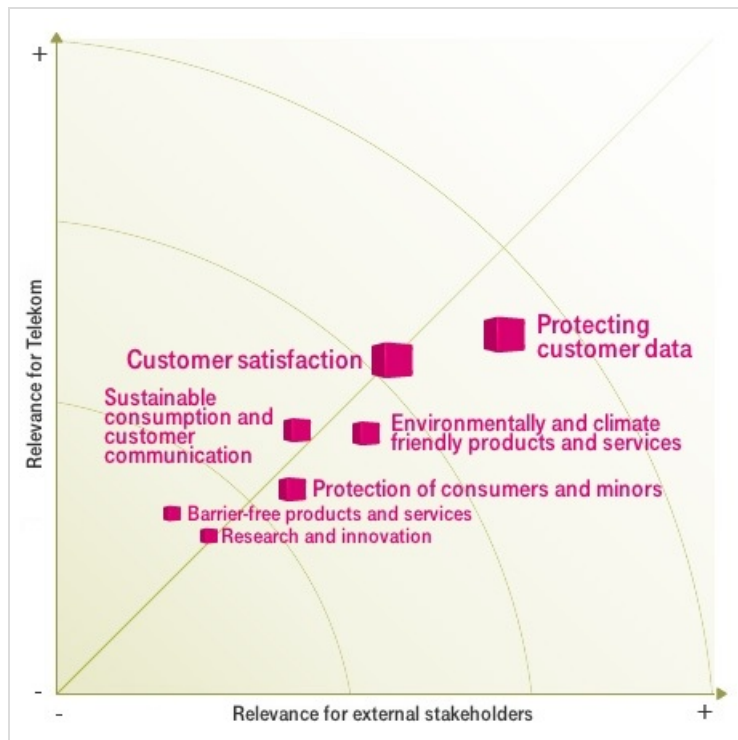 +
Relevance for Telekom
Protecting
customer data
Customer satisfaction
Sustainable
consumption and
customer
communication
Environmentally and climate
friendly products and services
Protection of consumers and minors
Barrier-free products and services
Research and innovation
-
-
Relevance for external stakeholders
+